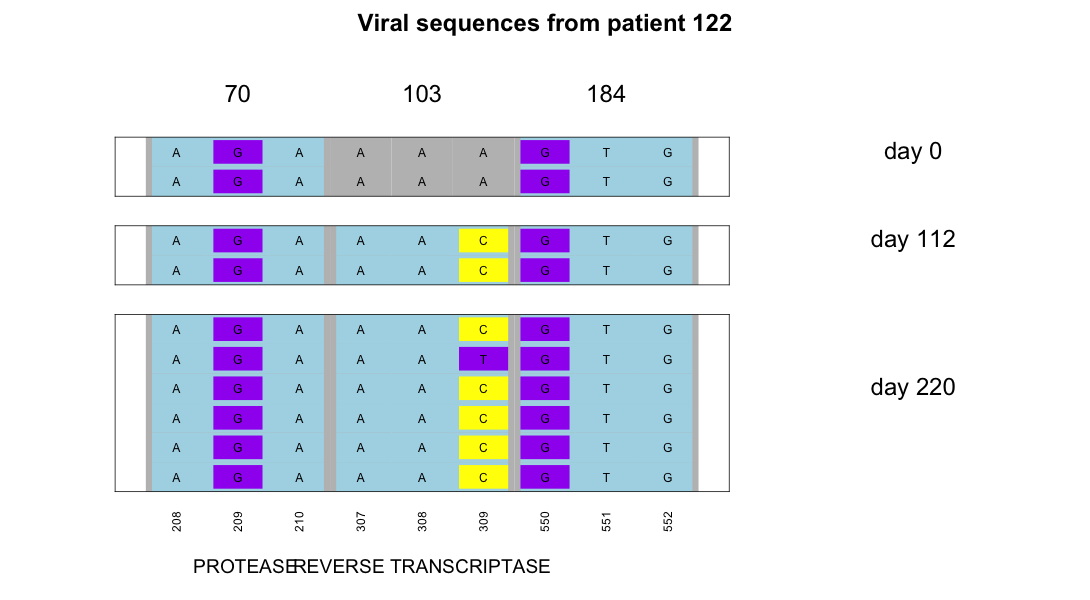 Viral sequences from patient 122
70 103 184
A G A A A A G T G day 0
A G A A A A G T G
A G A A A C G T G day 112
A G A A A C G T G
A G A A A C G T G
A G A A A T G T G
A G A A A C G T G day 220
A G A A A C G T G
A G A A A C G T G
A G A A A C G T G
208 209 210 307 308 309 550 551 552
PROTEASE REVERSE TRANSCRIPTASE